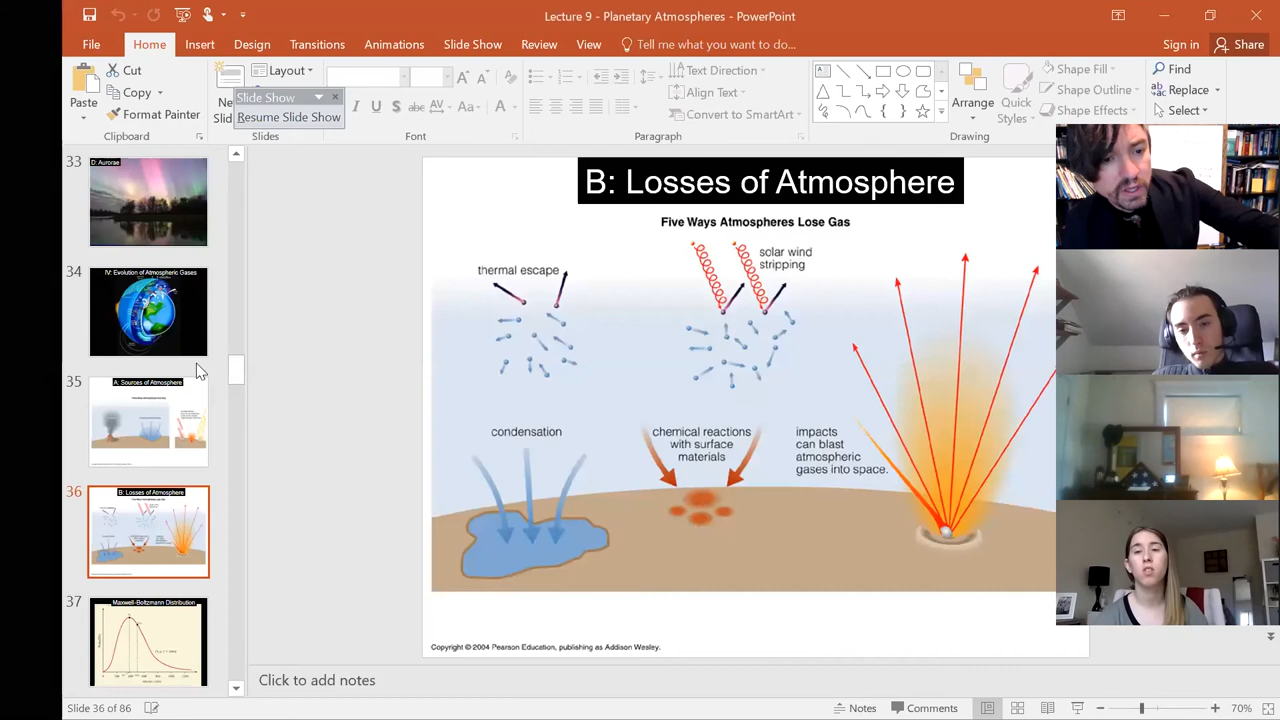 Lecture 9 - Planetary Atmospheres - PowerPoint
File Home Insert Design Transitions Animations Slide Show Review View Tell me what you want to do... Sign in Share
Paste
Cut
Copy
Format Painter
Clipboard
Layout
Slide Show...
Resume Slide Show
Slides
Font
Text Direction
Align Text
Convert to SmartArt
Paragraph
Arrange
Shape Fill
Shape Outline
Shape Effects
Drawing
Find
Replace
Select
33
D: Aurorae
34
IV: Evolution of Atmospheric Gases
35
A: Sources of Atmosphere
36
B: Losses of Atmosphere
37
Maxwell-Boltzmann Distribution
B: Losses of Atmosphere
Five Ways Atmospheres Lose Gas
thermal escape
solar wind
stripping
condensation
chemical reactions
with surface
materials
impacts
can blast
atmospheric
gases into space.
Copyright © 2004 Pearson Education, publishing as Addison Wesley.
Click to add notes
Slide 36 of 86
Notes
Comments
70%